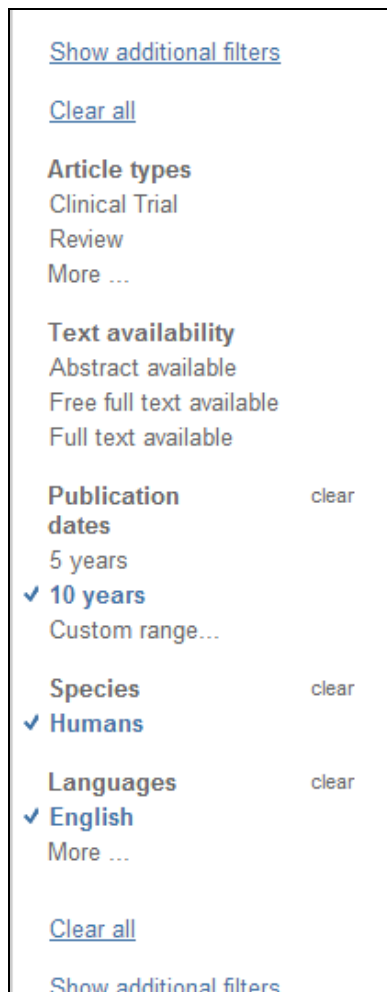 Show additional filters
Clear all
Article types
Clinical Trial
Review
More ...
Text availability
Abstract available
Free full text available
Full text available
Publication dates clear
5 years
10 years
Custom range...
Species clear
Humans
Languages clear
English
More ...
Clear all
Show additional filters